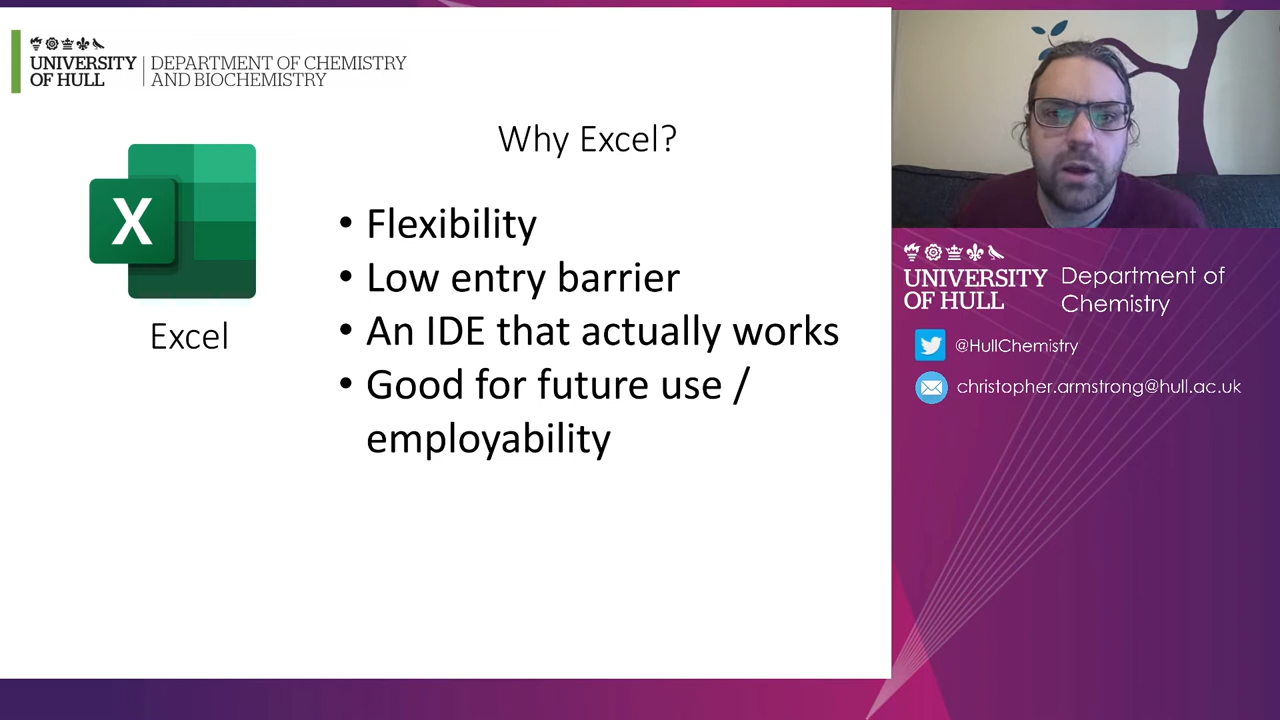 UNIVERSITY
OF HULL
DEPARTMENT OF CHEMISTRY
AND BIOCHEMISTRY
Why Excel?
X
Excel
• Flexibility
• Low entry barrier
• An IDE that actually works
• Good for future use /
employability
UNIVERSITY
OF HULL
Department of
Chemistry
@HullChemistry
christopher.armstrong@hull.ac.uk